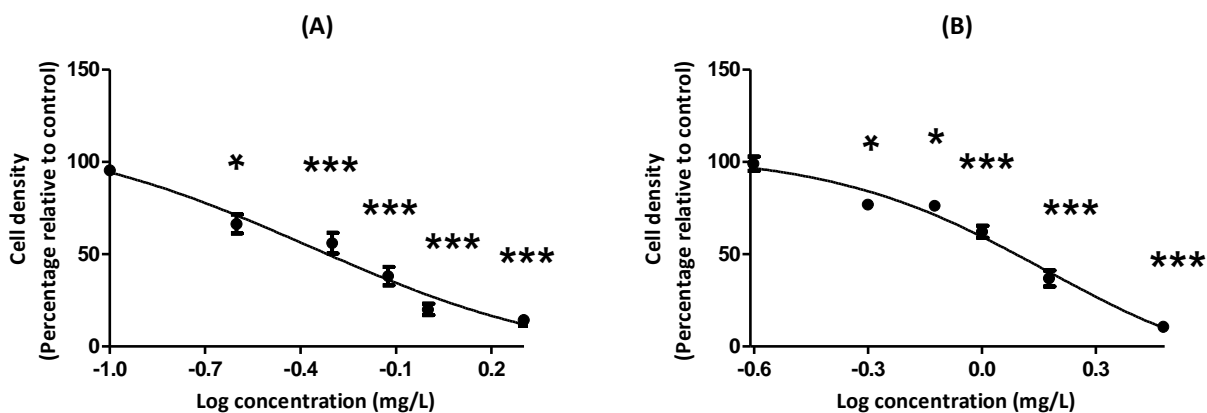 (A)
Cell density
(Percentage relative to control)
150
100
50
0
*
***
***
***
***
-1.0 -0.7 -0.4 -0.1 0.2
Log concentration (mg/L)
(B)
Cell density
(Percentage relative to control)
150
100
50
0
*
*
***
***
***
-0.6 -0.3 0.0 0.3
Log concentration (mg/L)